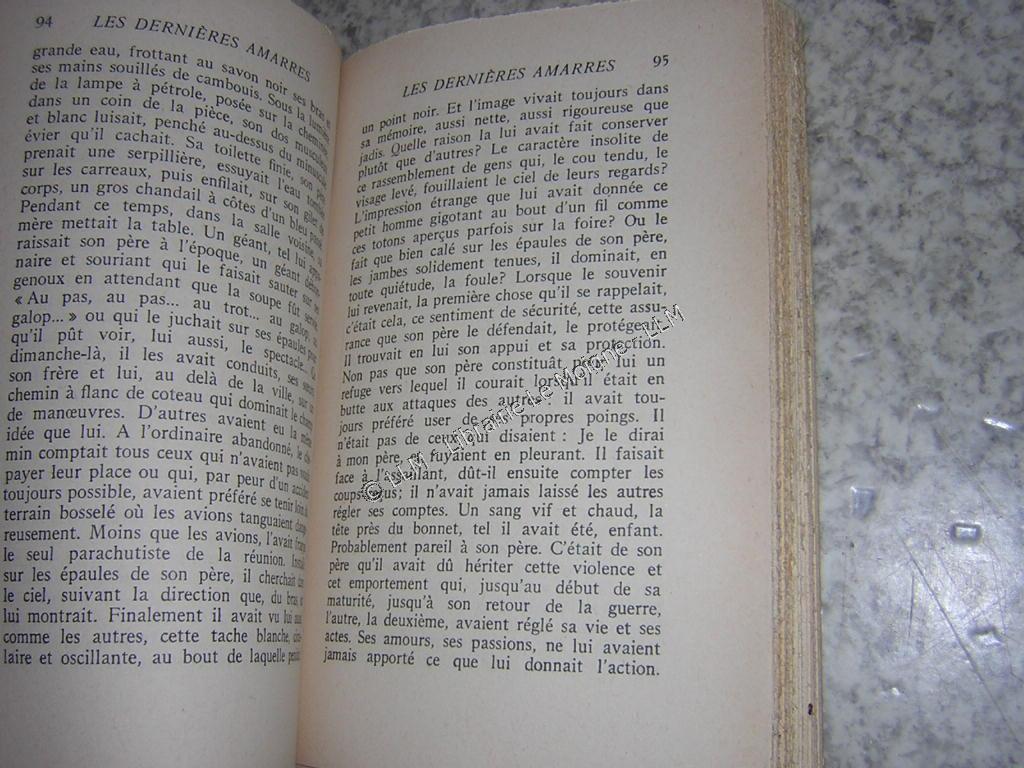 94 LES DERNIÈRES AMARRES
grande eau, frottant au savon noir ses bras et
ses mains souillés de cambouis. Sous la lumière
de la lampe à pétrole, posée sur la cheminée
dans un coin de la pièce, son dos musculeux
et blanc luisait, penché au-dessus du minuscule
évier qu'il cachait. Sa toilette finie, son père
prenait une serpillière, essuyait l'eau tombée
sur les carreaux, puis enfilait, sur son gilet de
corps, un gros chandail à côtes d'un bleu
Pendant ce temps, dans la salle voisine, sa
mère mettait la table. Un géant, tel lui appa-
raissait son père à l'époque, un géant débon-
naire et souriant qui le faisait sauter sur ses
genoux en attendant que la soupe fût servie.
« Au pas, au pas... au trot... au galop, au
galop... » ou qui le juchait sur ses épaules pour
qu'il pût voir, lui aussi, le spectacle... Ce
dimanche-là, il les avait conduits, ses sœurs,
son frère et lui, au delà de la ville, sur un
chemin à flanc de coteau qui dominait le champ
de manœuvres. D'autres avaient eu la même
idée que lui. A l'ordinaire abandonné, le che-
min comptait tous ceux qui n'avaient pas voulu
payer leur place ou qui, par peur d'un accident
toujours possible, avaient préféré se tenir loin du
terrain bosselé où les avions tanguaient dange-
reusement. Moins que les avions, l'avait frappé
le seul parachutiste de la réunion. Installé
sur les épaules de son père, il cherchait dans
le ciel, suivant la direction que, du bras, on
lui montrait. Finalement il avait vu lui aussi,
comme les autres, cette tache blanche, circu-
laire et oscillante, au bout de laquelle pendait
LES DERNIÈRES AMARRES 95
un point noir. Et l'image vivait toujours dans
sa mémoire, aussi nette, aussi rigoureuse que
jadis. Quelle raison la lui avait fait conserver
plutôt que d'autres? Le caractère insolite de
ce rassemblement de gens qui, le cou tendu, le
visage levé, fouillaient le ciel de leurs regards?
L'impression étrange que lui avait donnée ce
petit homme gigotant au bout d'un fil comme
ces totons aperçus parfois sur la foire? Ou le
fait que bien calé sur les épaules de son père,
les jambes solidement tenues, il dominait, en
toute quiétude, la foule? Lorsque le souvenir
lui revenait, la première chose qu'il se rappelait,
c'était cela, ce sentiment de sécurité, cette assu-
rance que son père le défendait, le protégeait.
Il trouvait en lui son appui et sa protection.
Non pas que son père constituât pour lui un
refuge vers lequel il courait lorsqu'il était en
butte aux attaques des autres : il avait tou-
jours préféré user de ses propres poings. Il
n'était pas de ceux qui disaient : Je le dirai
à mon père, et fuyaient en pleurant. Il faisait
face à l'assaillant, dût-il ensuite compter les
coups reçus; il n'avait jamais laissé les autres
régler ses comptes. Un sang vif et chaud, la
tête près du bonnet, tel il avait été, enfant.
Probablement pareil à son père. C'était de son
père qu'il avait dû hériter cette violence et
cet emportement qui, jusqu'au début de sa
maturité, jusqu'à son retour de la guerre,
l'autre, la deuxième, avaient réglé sa vie et ses
actes. Ses amours, ses passions, ne lui avaient
jamais apporté ce que lui donnait l'action.
© LLM - Librairie Le Moigne - LLM